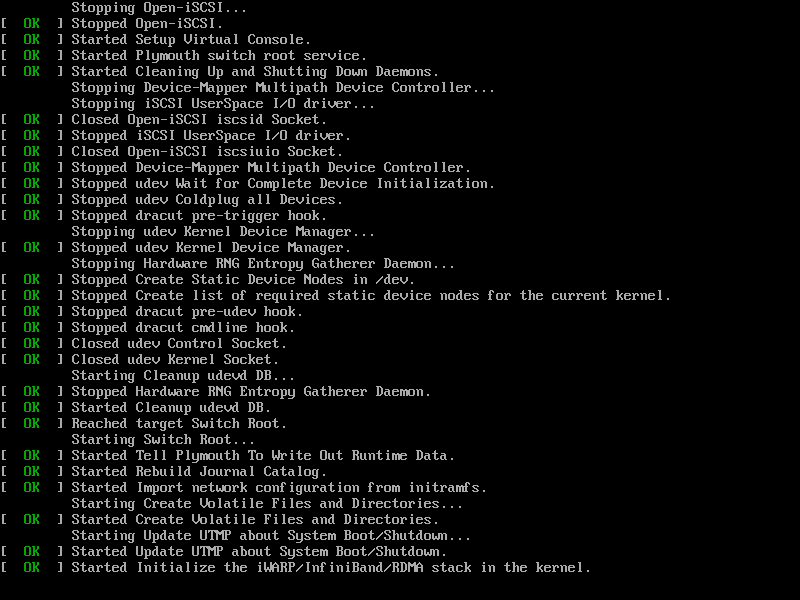 Stopping Open-iSCSI...
[  OK  ] Stopped Open-iSCSI.
[  OK  ] Started Setup Virtual Console.
[  OK  ] Started Plymouth switch root service.
[  OK  ] Started Cleaning Up and Shutting Down Daemons.
Stopping Device-Mapper Multipath Device Controller...
Stopping iSCSI UserSpace I/O driver...
[  OK  ] Closed Open-iSCSI iscsid Socket.
[  OK  ] Stopped iSCSI UserSpace I/O driver.
[  OK  ] Closed Open-iSCSI iscsiuio Socket.
[  OK  ] Stopped Device-Mapper Multipath Device Controller.
[  OK  ] Stopped udev Wait for Complete Device Initialization.
[  OK  ] Stopped udev Coldplug all Devices.
[  OK  ] Stopped dracut pre-trigger hook.
Stopping udev Kernel Device Manager...
[  OK  ] Stopped udev Kernel Device Manager.
Stopping Hardware RNG Entropy Gatherer Daemon...
[  OK  ] Stopped Create Static Device Nodes in /dev.
[  OK  ] Stopped Create list of required static device nodes for the current kernel.
[  OK  ] Stopped dracut pre-udev hook.
[  OK  ] Stopped dracut cmdline hook.
[  OK  ] Closed udev Control Socket.
[  OK  ] Closed udev Kernel Socket.
Starting Cleanup udevd DB...
[  OK  ] Stopped Hardware RNG Entropy Gatherer Daemon.
[  OK  ] Started Cleanup udevd DB.
[  OK  ] Reached target Switch Root.
Starting Switch Root...
[  OK  ] Started Tell Plymouth To Write Out Runtime Data.
[  OK  ] Started Rebuild Journal Catalog.
[  OK  ] Started Import network configuration from initramfs.
Starting Create Volatile Files and Directories...
[  OK  ] Started Create Volatile Files and Directories.
Starting Update UTMP about System Boot/Shutdown...
[  OK  ] Started Update UTMP about System Boot/Shutdown.
[  OK  ] Started Initialize the iWARP/InfiniBand/RDMA stack in the kernel.